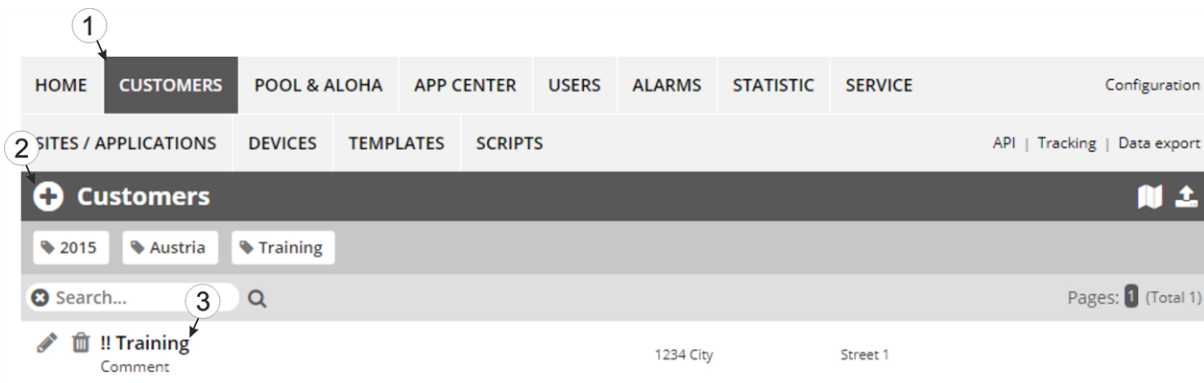 1
HOME CUSTOMERS POOL & ALOHA APP CENTER USERS ALARMS STATISTIC SERVICE Configuration
2
SITES / APPLICATIONS DEVICES TEMPLATES SCRIPTS API | Tracking | Data export
Customers
2015 Austria Training
Search... 3 Pages: 1 (Total 1)
!! Training 1234 City Street 1
Comment